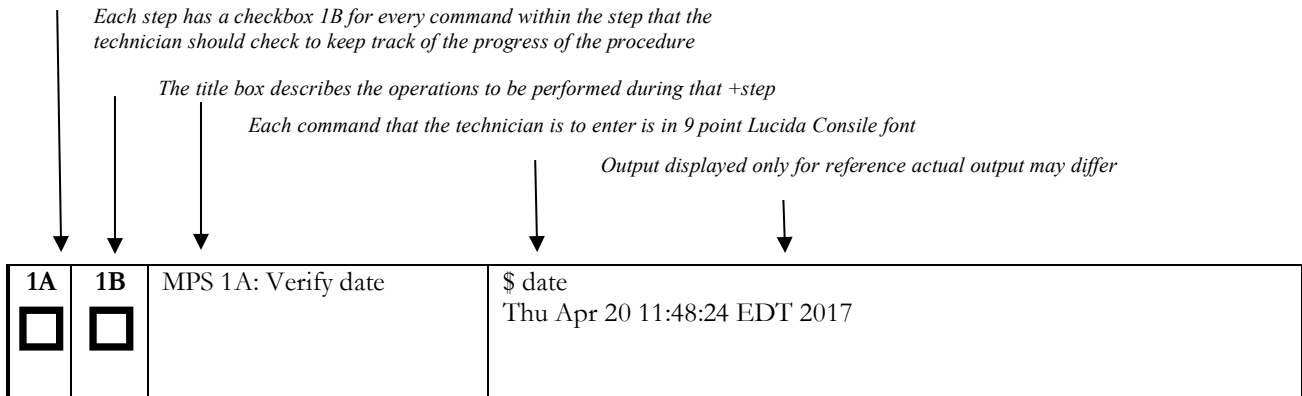 Each step has a checkbox 1B for every command within the step that the
technician should check to keep track of the progress of the procedure
The title box describes the operations to be performed during that +step
Each command that the technician is to enter is in 9 point Lucida Consile font
Output displayed only for reference actual output may differ
1A 1B MPS 1A: Verify date $ date
Thu Apr 20 11:48:24 EDT 2017